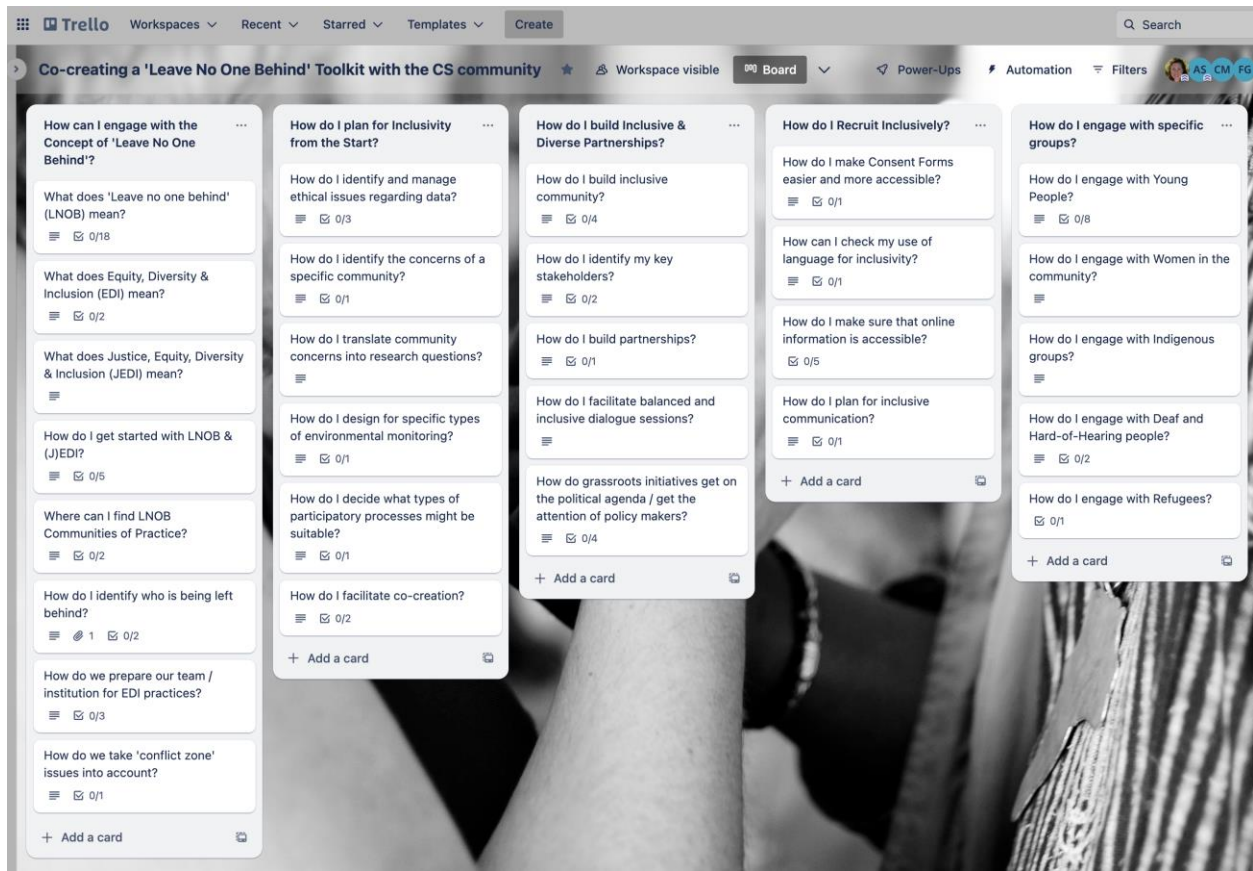 Trello
Workspaces
Recent
Starred
Templates
Create
Search
Co-creating a 'Leave No One Behind' Toolkit with the CS community
Workspace visible
Board
Power-Ups
Automation
Filters
AS
CM
FG
How can I engage with the
Concept of 'Leave No One
Behind'?
What does 'Leave no one behind'
(LNOB) mean?
0/18
What does Equity, Diversity &
Inclusion (EDI) mean?
0/2
What does Justice, Equity, Diversity
& Inclusion (JEDI) mean?
How do I get started with LNOB &
(J)EDI?
0/5
Where can I find LNOB
Communities of Practice?
0/2
How do I identify who is being left
behind?
1 0/2
How do we prepare our team /
institution for EDI practices?
0/3
How do we take 'conflict zone'
issues into account?
0/1
+ Add a card
How do I plan for Inclusivity
from the Start?
How do I identify and manage
ethical issues regarding data?
0/3
How do I identify the concerns of a
specific community?
0/1
How do I translate community
concerns into research questions?
How do I design for specific types
of environmental monitoring?
0/1
How do I decide what types of
participatory processes might be
suitable?
0/1
How do I facilitate co-creation?
0/2
+ Add a card
How do I build Inclusive &
Diverse Partnerships?
How do I build inclusive
community?
0/4
How do I identify my key
stakeholders?
0/2
How do I build partnerships?
0/1
How do I facilitate balanced and
inclusive dialogue sessions?
How do grassroots initiatives get on
the political agenda / get the
attention of policy makers?
0/4
+ Add a card
How do I Recruit Inclusively?
How do I make Consent Forms
easier and more accessible?
0/1
How can I check my use of
language for inclusivity?
0/1
How do I make sure that online
information is accessible?
0/5
How do I plan for inclusive
communication?
0/1
+ Add a card
How do I engage with specific
groups?
How do I engage with Young
People?
0/8
How do I engage with Women in the
community?
How do I engage with Indigenous
groups?
How do I engage with Deaf and
Hard-of-Hearing people?
0/2
How do I engage with Refugees?
0/1
+ Add a card